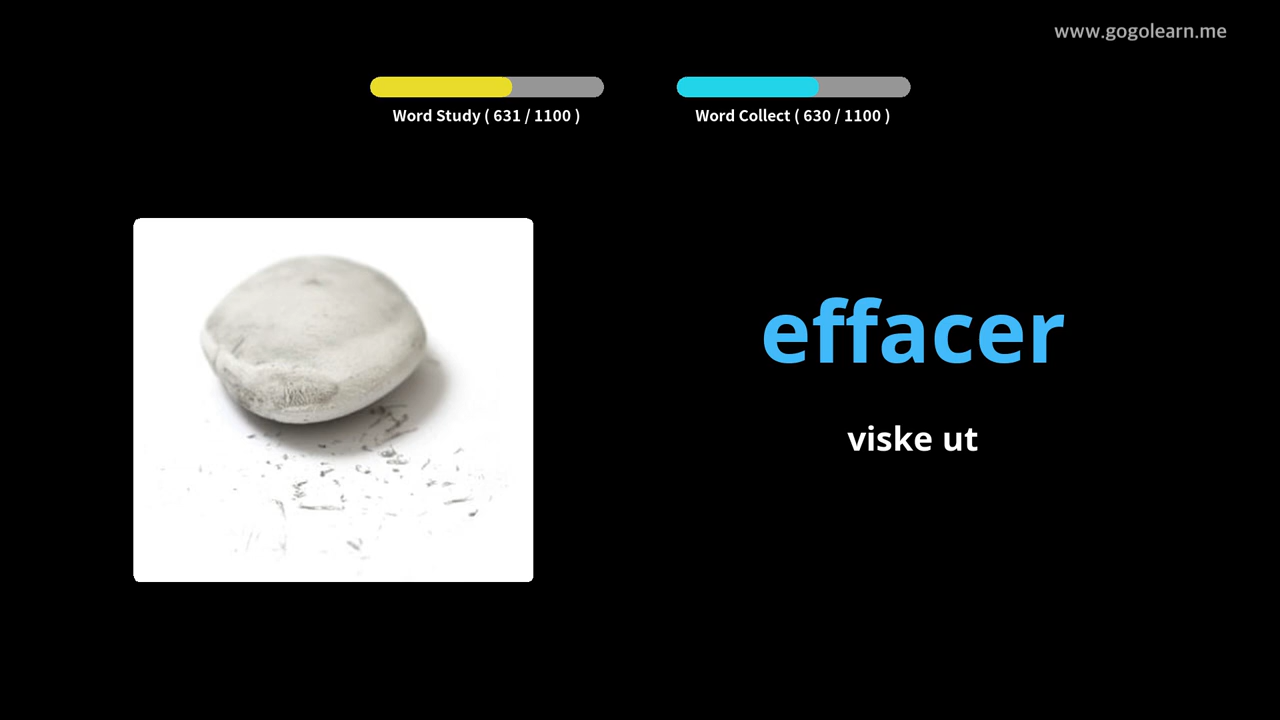 www.gogolearn.me
Word Study ( 631 / 1100 )
Word Collect ( 630 / 1100 )
effacer
viske ut